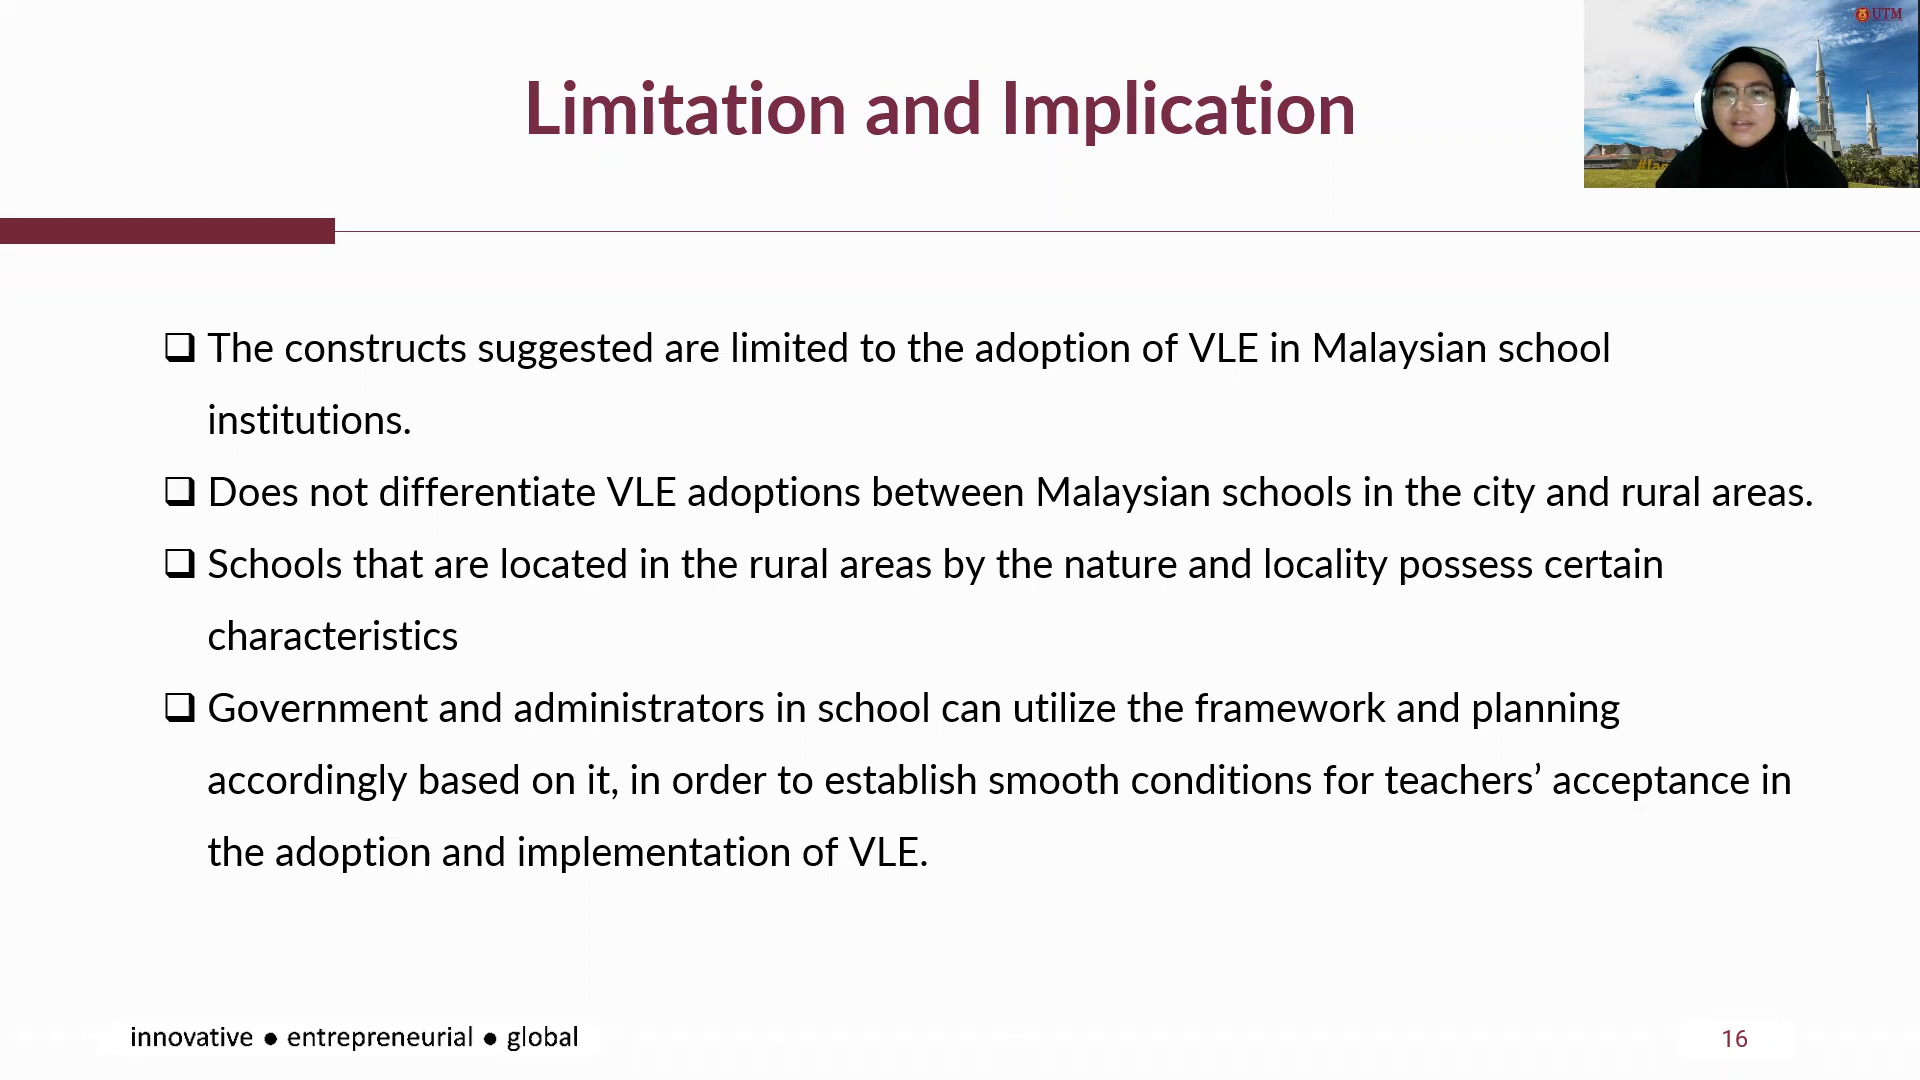 UTM
Limitation and Implication
❑ The constructs suggested are limited to the adoption of VLE in Malaysian school
institutions.
❑ Does not differentiate VLE adoptions between Malaysian schools in the city and rural areas.
❑ Schools that are located in the rural areas by the nature and locality possess certain
characteristics
❑ Government and administrators in school can utilize the framework and planning
accordingly based on it, in order to establish smooth conditions for teachers’ acceptance in
the adoption and implementation of VLE.
innovative ● entrepreneurial ● global
16